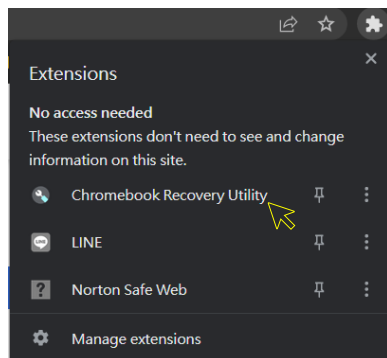 Extensions
No access needed
These extensions don't need to see and change
information on this site.
Chromebook Recovery Utility
LINE
Norton Safe Web
Manage extensions